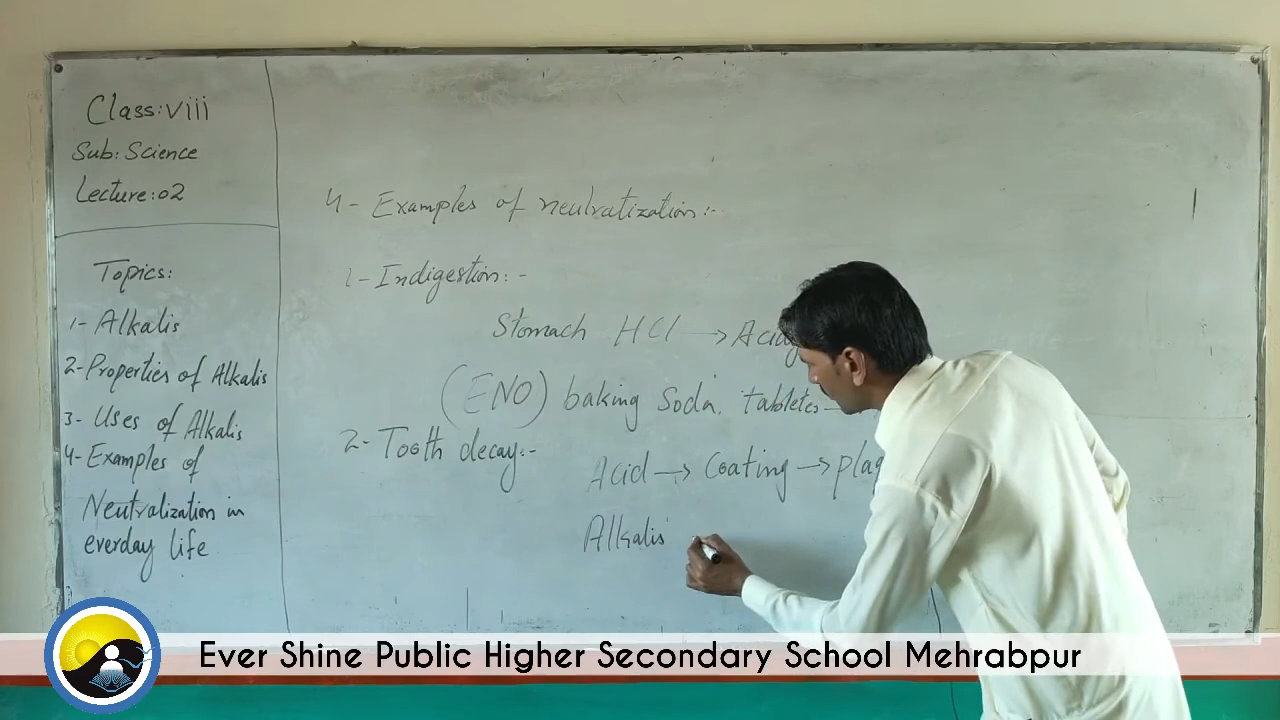 Class: viii
Sub: Science
Lecture: 02
Topics:
1- Alkalis
2- Properties of Alkalis
3- Uses of Alkalis
4- Examples of
Neutralization in
everday life
4- Examples of neutralization:-
1- Indigestion:-
Stomach HCl →
(ENO) baking Soda, tabletes
2- Tooth decay:-
Acid → Coating →
Alkalis
Ever Shine Public Higher Secondary School Mehrabpur